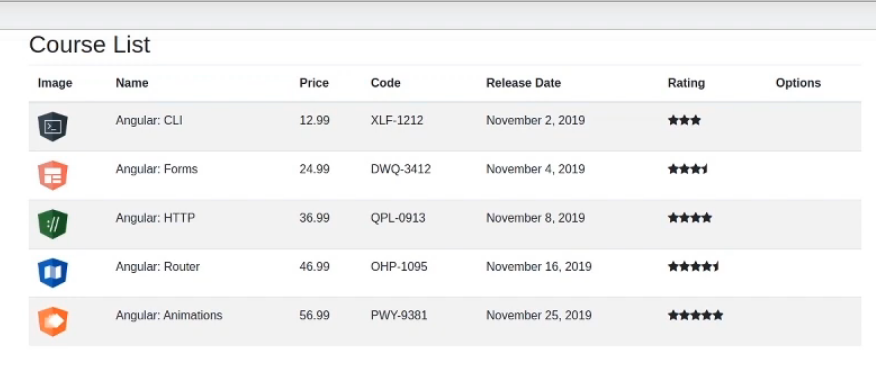 Course List
Image Name Price Code Release Date Rating Options
Angular: CLI 12.99 XLF-1212 November 2, 2019
Angular: Forms 24.99 DWQ-3412 November 4, 2019
Angular: HTTP 36.99 QPL-0913 November 8, 2019
Angular: Router 46.99 OHP-1095 November 16, 2019
Angular: Animations 56.99 PWY-9381 November 25, 2019